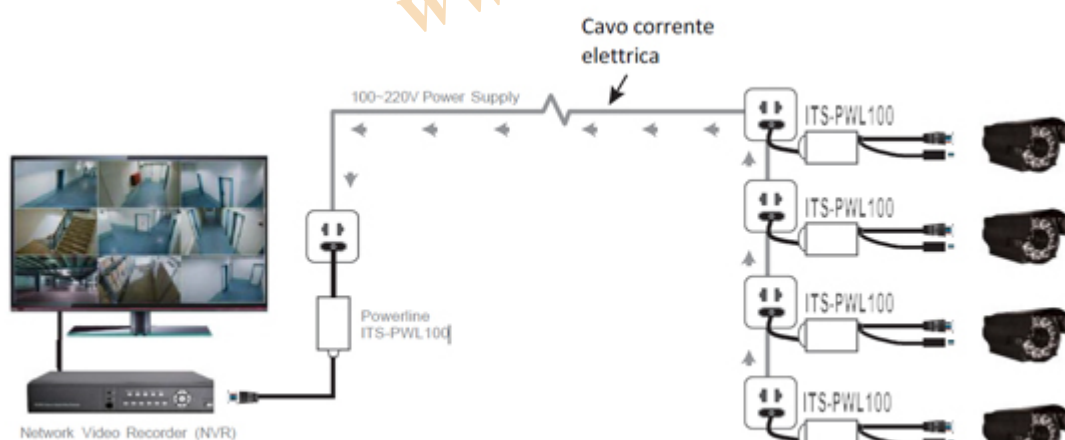 Cavo corrente
elettrica
100~220V Power Supply
ITS-PWL100
ITS-PWL100
ITS-PWL100
Powerline
ITS-PWL100
ITS-PWL100
Network Video Recorder (NVR)